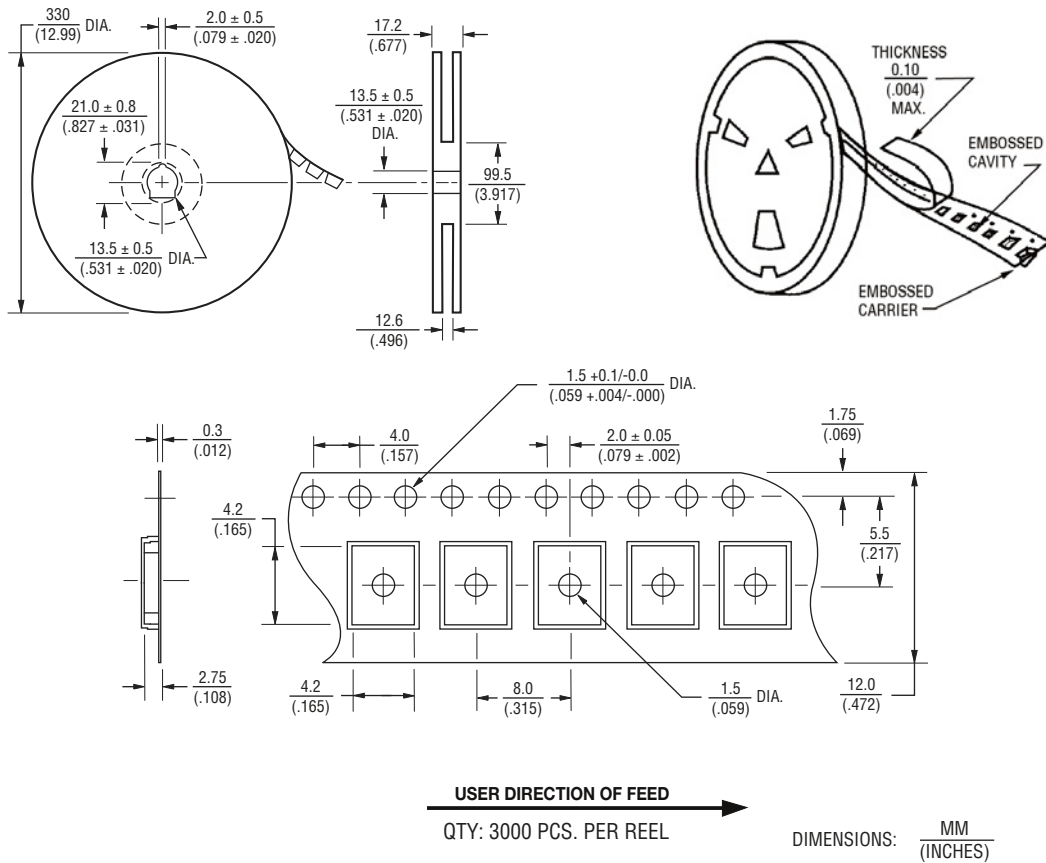 330
(12.99)
DIA.
2.0 ± 0.5
(.079 ± .020)
17.2
(.677)
21.0 ± 0.8
(.827 ± .031)
13.5 ± 0.5
(.531 ± .020)
DIA.
99.5
(3.917)
13.5 ± 0.5
(.531 ± .020)
DIA.
12.6
(.496)
THICKNESS
0.10
(.004)
MAX.
EMBOSSED
CAVITY
EMBOSSED
CARRIER
1.5 +0.1/-0.0
(.059 +.004/-.000)
DIA.
0.3
(.012)
4.0
(.157)
2.0 ± 0.05
(.079 ± .002)
1.75
(.069)
4.2
(.165)
5.5
(.217)
2.75
(.108)
4.2
(.165)
8.0
(.315)
1.5
(.059)
DIA.
12.0
(.472)
USER DIRECTION OF FEED
QTY: 3000 PCS. PER REEL
DIMENSIONS:
MM
(INCHES)